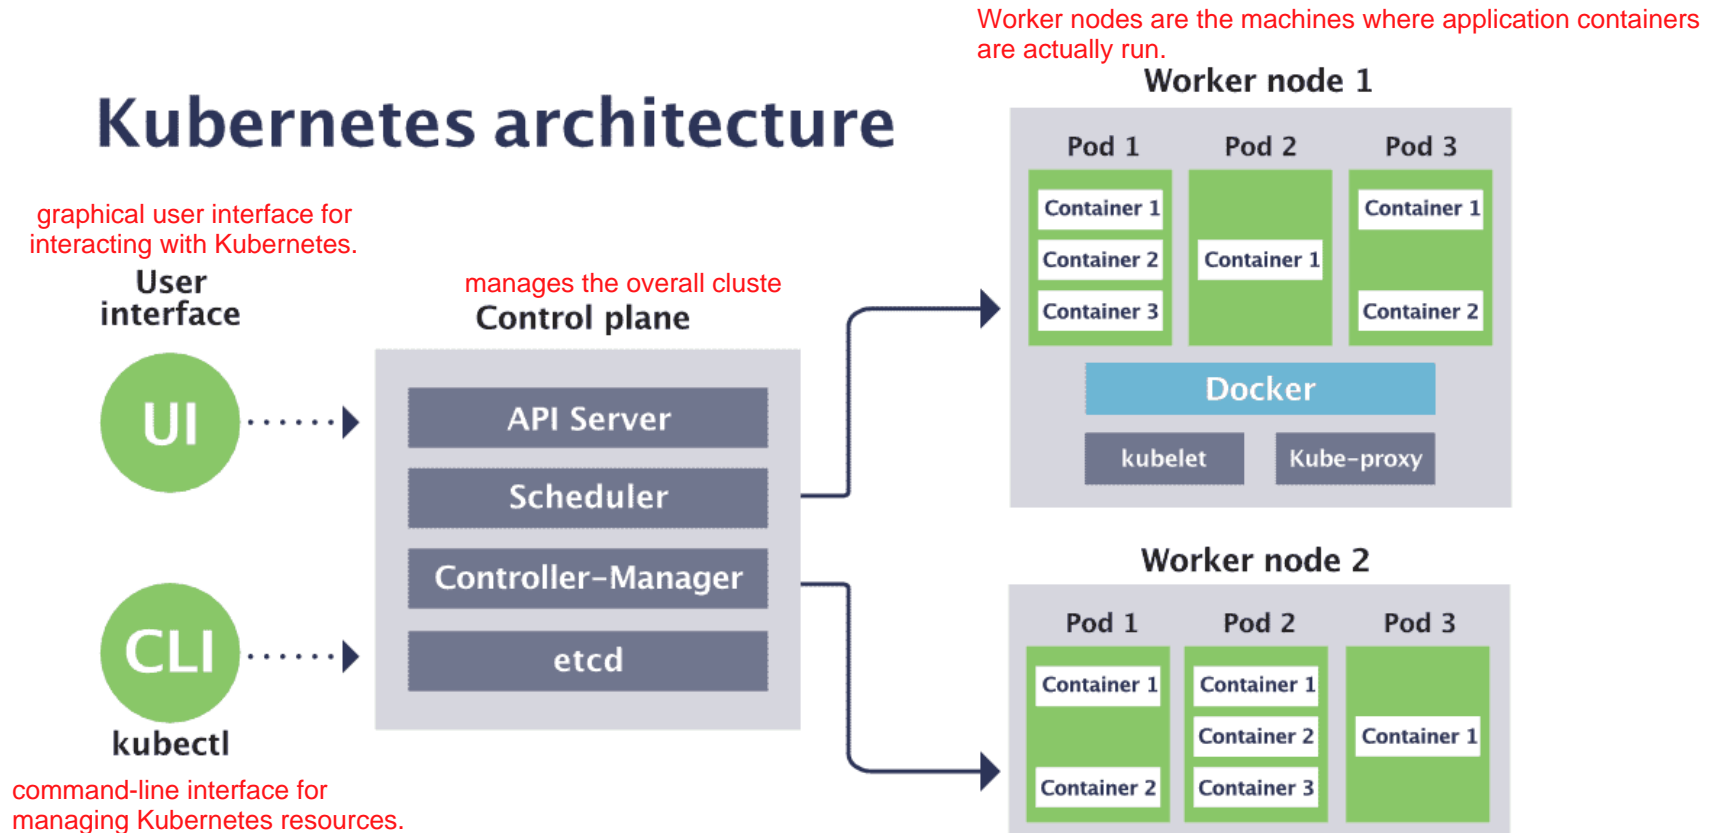 Worker nodes are the machines where application containers
are actually run.
Kubernetes architecture
graphical user interface for
interacting with Kubernetes.
User
interface
UI
CLI
kubectl
command-line interface for
managing Kubernetes resources.
manages the overall cluste
Control plane
API Server
Scheduler
Controller-Manager
etcd
Worker node 1
Pod 1 Pod 2 Pod 3
Container 1 Container 1
Container 2 Container 1
Container 3 Container 2
Docker
kubelet Kube-proxy
Worker node 2
Pod 1 Pod 2 Pod 3
Container 1 Container 1
Container 2 Container 1
Container 2 Container 3